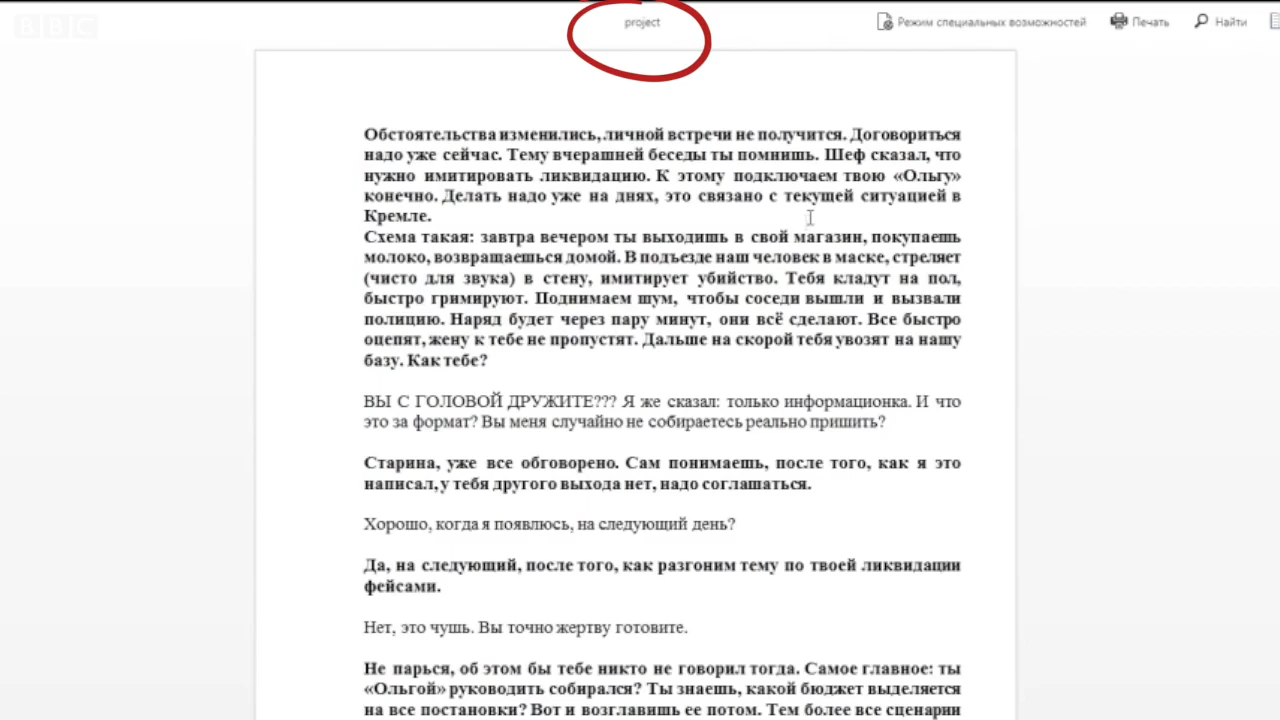 BBC
project
Режим специальных возможностей Печать Найти
Обстоятельства изменились, личной встречи не получится. Договориться
надо уже сейчас. Тему вчерашней беседы ты помнишь. Шеф сказал, что
нужно имитировать ликвидацию. К этому подключаем твою «Ольгу»
конечно. Делать надо уже на днях, это связано с текущей ситуацией в
Кремле.
Схема такая: завтра вечером ты выходишь в свой магазин, покупаешь
молоко, возвращаешься домой. В подъезде наш человек в маске, стреляет
(чисто для звука) в стену, имитирует убийство. Тебя кладут на пол,
быстро гримируют. Поднимаем шум, чтобы соседи вышли и вызвали
полицию. Наряд будет через пару минут, они всё сделают. Все быстро
оцепят, жену к тебе не пропустят. Дальше на скорой тебя увозят на нашу
базу. Как тебе?
ВЫ С ГОЛОВОЙ ДРУЖИТЕ??? Я же сказал: только информационка. И что
это за формат? Вы меня случайно не собираетесь реально пришить?
Старина, уже все обговорено. Сам понимаешь, после того, как я это
написал, у тебя другого выхода нет, надо соглашаться.
Хорошо, когда я появлюсь, на следующий день?
Да, на следующий, после того, как разгоним тему по твоей ликвидации
фейсами.
Нет, это чушь. Вы точно жертву готовите.
Не парься, об этом бы тебе никто не говорил тогда. Самое главное: ты
«Ольгой» руководить собирался? Ты знаешь, какой бюджет выделяется
на все постановки? Вот и возглавишь ее потом. Тем более все сценарии